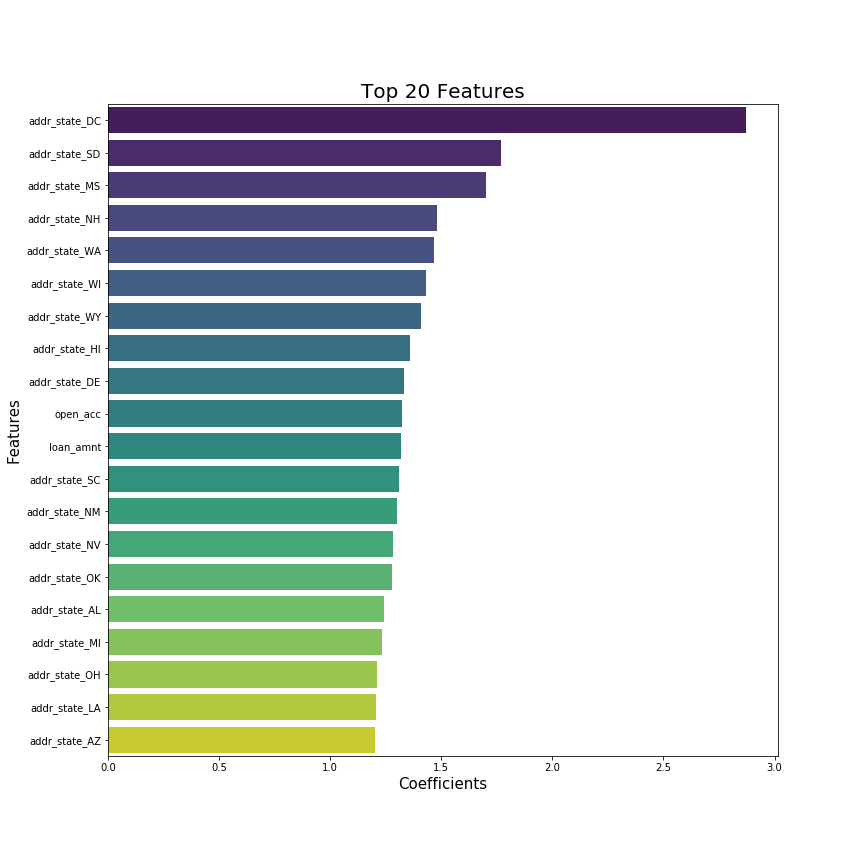 Top 20 Features
addr_state_DC
addr_state_SD
addr_state_MS
addr_state_NH
addr_state_WA
addr_state_WI
addr_state_WY
addr_state_HI
addr_state_DE
open_acc
loan_amnt
addr_state_SC
addr_state_NM
addr_state_NV
addr_state_OK
addr_state_AL
addr_state_MI
addr_state_OH
addr_state_LA
addr_state_AZ
Features
0.0 0.5 1.0 1.5 2.0 2.5 3.0
Coefficients